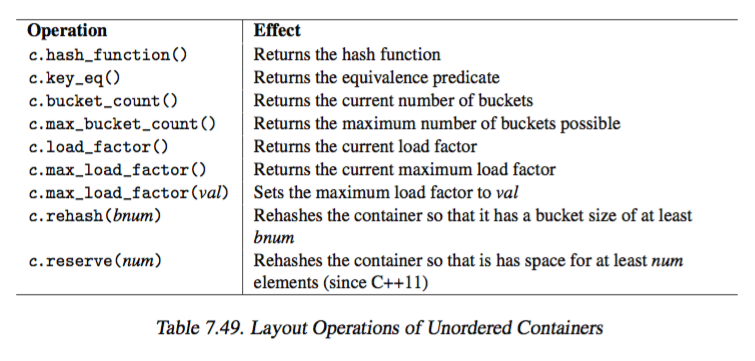 Operation Effect
c.hash_function() Returns the hash function
c.key_eq() Returns the equivalence predicate
c.bucket_count() Returns the current number of buckets
c.max_bucket_count() Returns the maximum number of buckets possible
c.load_factor() Returns the current load factor
c.max_load_factor() Returns the current maximum load factor
c.max_load_factor(val) Sets the maximum load factor to val
c.rehash(bnum) Rehashes the container so that it has a bucket size of at least
bnum
c.reserve(num) Rehashes the container so that is has space for at least num
elements (since C++11)
Table 7.49. Layout Operations of Unordered Containers